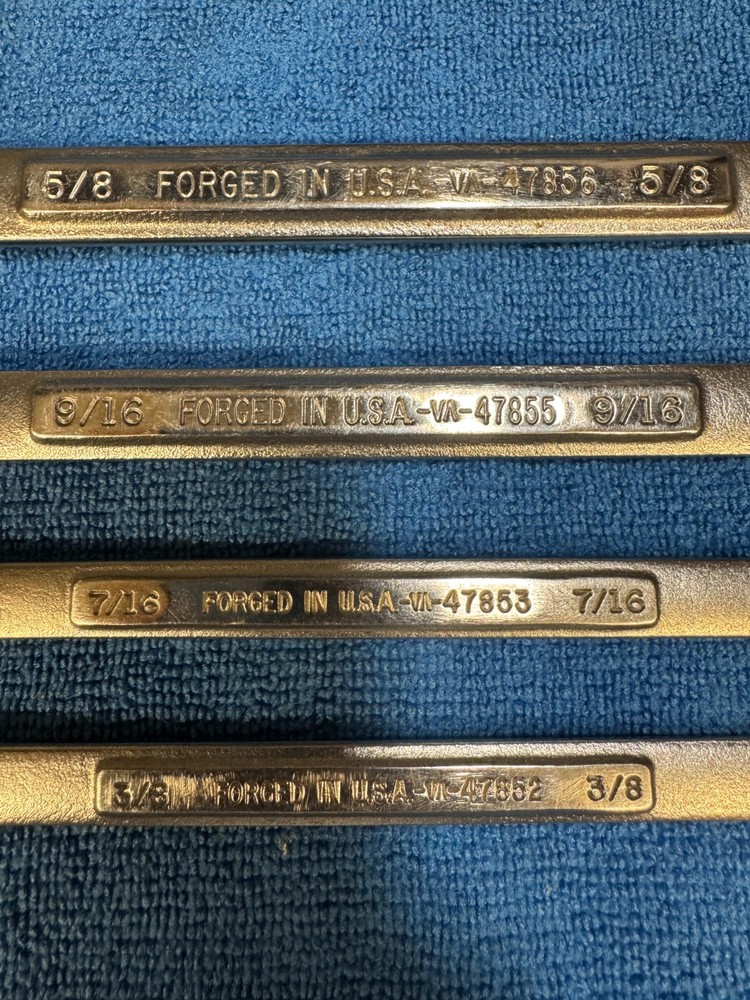 5/8 FORGED IN U.S.A.-VA-47856 5/8
9/16 FORGED IN U.S.A.-VA-47855 9/16
7/16 FORGED IN U.S.A.-VA-47853 7/16
3/8 FORGED IN U.S.A.-VA-47852 3/8